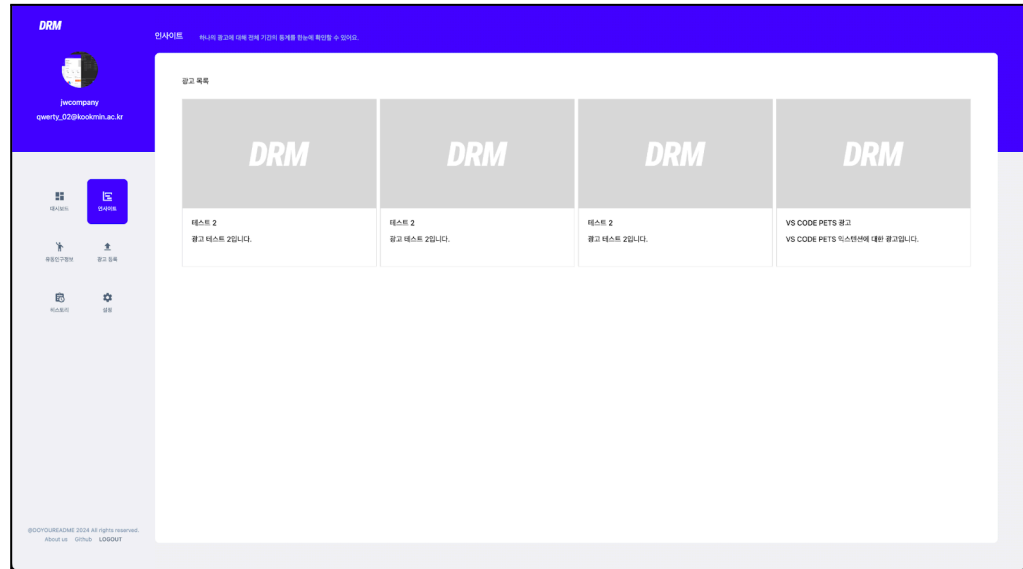 DRM
jwcompany
qwerty_02@kookmin.ac.kr
대시보드
인사이트
유동인구정보
광고 등록
히스토리
설정
@DOYOUREADME 2024 All rights reserved.
About us Github LOGOUT
인사이트 하나의 광고에 대해 전체 기간의 통계를 한눈에 확인할 수 있어요.
광고 목록
DRM
테스트 2
광고 테스트 2입니다.
DRM
테스트 2
광고 테스트 2입니다.
DRM
테스트 2
광고 테스트 2입니다.
DRM
VS CODE PETS 광고
VS CODE PETS 익스텐션에 대한 광고입니다.